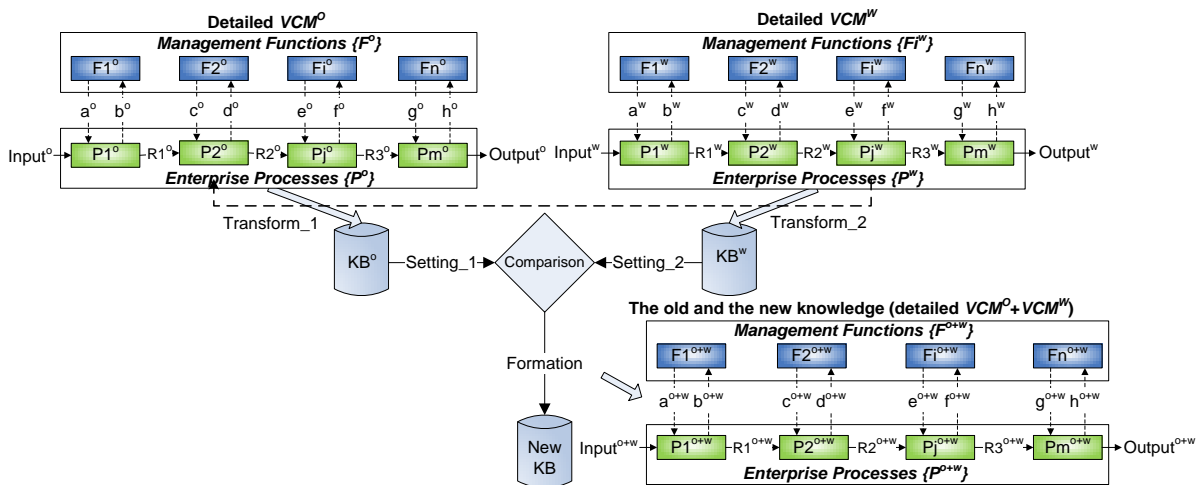 Detailed VCM^O
Management Functions {F^o}
F1^o F2^o Fi^o Fn^o
a^o b^o c^o d^o e^o f^o g^o h^o
Input^o P1^o R1^o P2^o R2^o Pj^o R3^o Pm^o Output^o
Enterprise Processes {P^o}
Detailed VCM^W
Management Functions {Fi^w}
F1^w F2^w Fi^w Fn^w
a^w b^w c^w d^w e^w f^w g^w h^w
Input^w P1^w R1^w P2^w R2^w Pj^w R3^w Pm^w Output^w
Enterprise Processes {P^w}
Transform_1
Transform_2
KB^o
Setting_1
Comparison
Setting_2
KB^w
Formation
New
KB
The old and the new knowledge (detailed VCM^O+VCM^W)
Management Functions {F^o+w}
F1^o+w F2^o+w Fi^o+w Fn^o+w
a^o+w b^o+w c^o+w d^o+w e^o+w f^o+w g^o+w h^o+w
Input^o+w P1^o+w R1^o+w P2^o+w R2^o+w Pj^o+w R3^o+w Pm^o+w Output^o+w
Enterprise Processes {P^o+w}